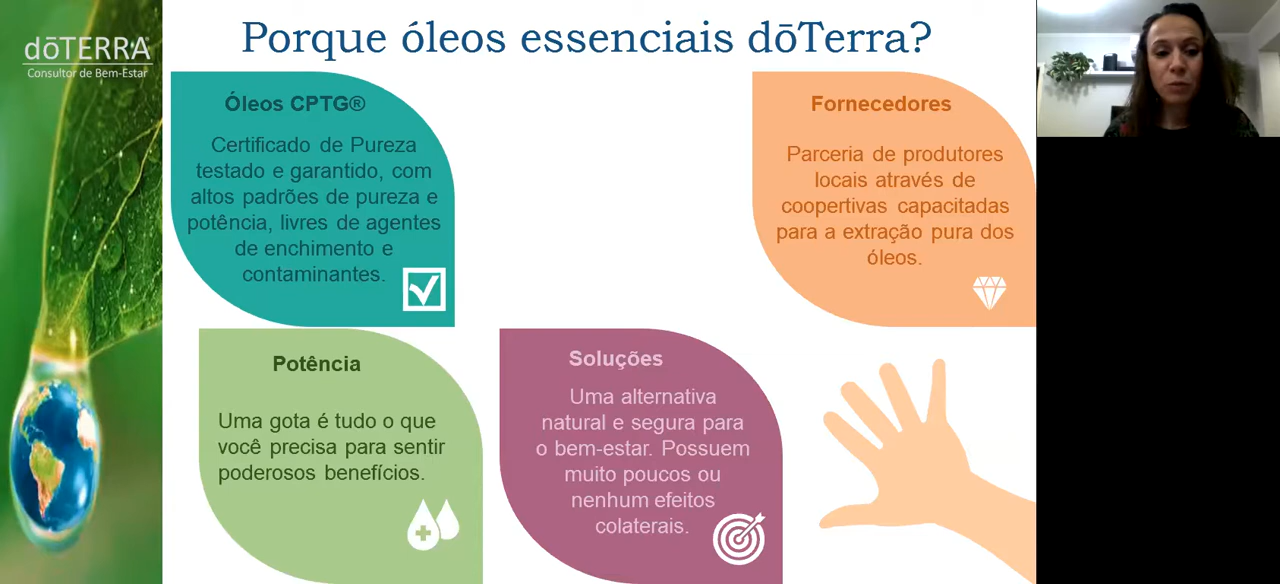 dōTERRA®
Consultor de Bem-Estar
Porque óleos essenciais dōTerra?
Óleos CPTG®
Certificado de Pureza
testado e garantido, com
altos padrões de pureza e
potência, livres de agentes
de enchimento e
contaminantes.
Fornecedores
Parceria de produtores
locais através de
coopertivas capacitadas
para a extração pura dos
óleos.
Potência
Uma gota é tudo o que
você precisa para sentir
poderosos benefícios.
Soluções
Uma alternativa
natural e segura para
o bem-estar. Possuem
muito poucos ou
nenhum efeitos
colaterais.